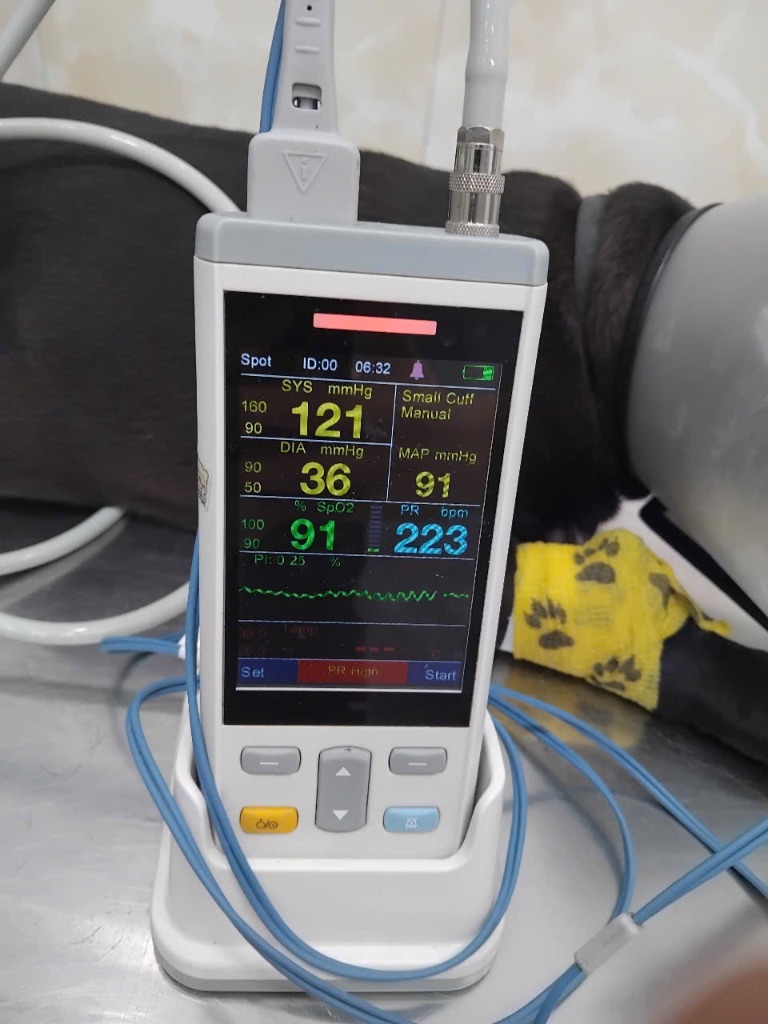 Spot ID:00 06:32
SYS mmHg
160
90
121
Small Cuff
Manual
DIA mmHg
90
50
36
MAP mmHg
91
% SpO2
100
90
91
PR bpm
223
PI:0.25 %
Temp
---
°C
Set PR High Start